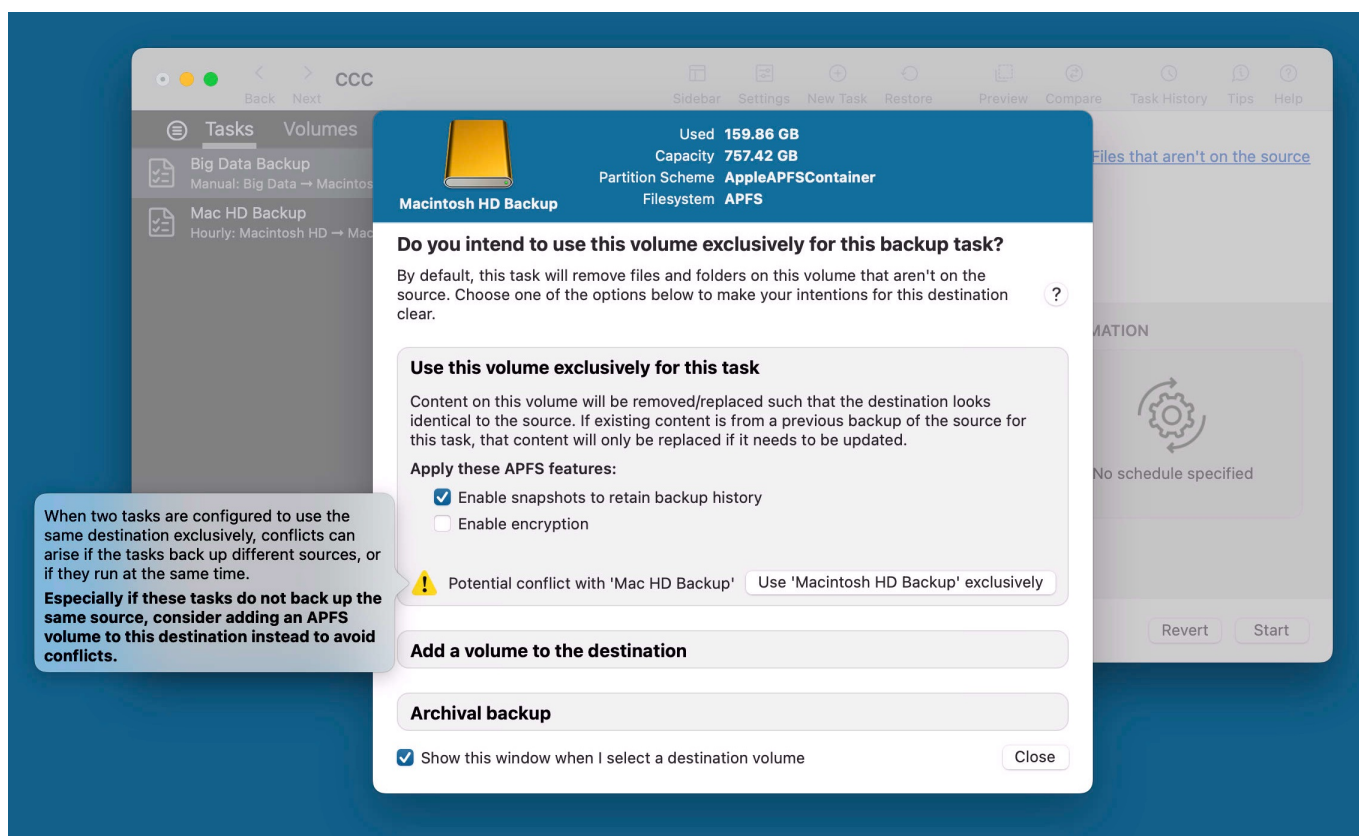 CCC
Back Next
Sidebar Settings New Task Restore Preview Compare Task History Tips Help
Tasks Volumes
Big Data Backup
Manual: Big Data → Macintos
Mac HD Backup
Hourly: Macintosh HD → Mac
Macintosh HD Backup
Used 159.86 GB
Capacity 757.42 GB
Partition Scheme AppleAPFSContainer
Filesystem APFS
Files that aren't on the source
Do you intend to use this volume exclusively for this backup task?
By default, this task will remove files and folders on this volume that aren't on the
source. Choose one of the options below to make your intentions for this destination
clear.
?
MATION
No schedule specified
Use this volume exclusively for this task
Content on this volume will be removed/replaced such that the destination looks
identical to the source. If existing content is from a previous backup of the source for
this task, that content will only be replaced if it needs to be updated.
Apply these APFS features:
Enable snapshots to retain backup history
Enable encryption
Potential conflict with 'Mac HD Backup' Use 'Macintosh HD Backup' exclusively
When two tasks are configured to use the
same destination exclusively, conflicts can
arise if the tasks back up different sources, or
if they run at the same time.
Especially if these tasks do not back up the
same source, consider adding an APFS
volume to this destination instead to avoid
conflicts.
Add a volume to the destination
Archival backup
Show this window when I select a destination volume
Close
Revert Start